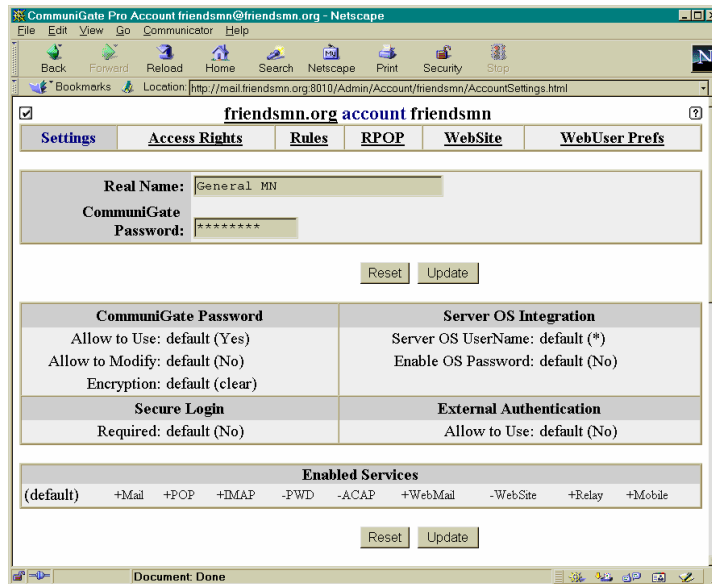 CommuniGate Pro Account friendsmn@friendsmn.org - Netscape
File Edit View Go Communicator Help
Back Forward Reload Home Search Netscape Print Security Stop
Bookmarks Location: http://mail.friendsmn.org:8010/Admin/Account/friendsmn/AccountSettings.html
friendsmn.org account friendsmn
Settings Access Rights Rules RPOP WebSite WebUser Prefs
Real Name: General MN
CommuniGate
Password: ********
Reset Update
CommuniGate Password Server OS Integration
Allow to Use: default (Yes) Server OS UserName: default (*)
Allow to Modify: default (No) Enable OS Password: default (No)
Encryption: default (clear)
Secure Login External Authentication
Required: default (No) Allow to Use: default (No)
Enabled Services
(default) +Mail +POP +IMAP -PWD -ACAP +WebMail -WebSite +Relay +Mobile
Reset Update
Document: Done